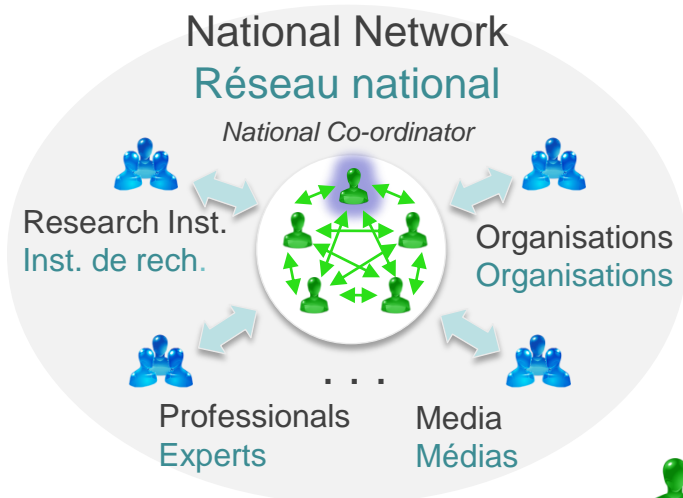 National Network
Réseau national
National Co-ordinator
Research Inst.
Inst. de rech.
Organisations
Organisations
. . .
Professionals
Experts
Media
Médias